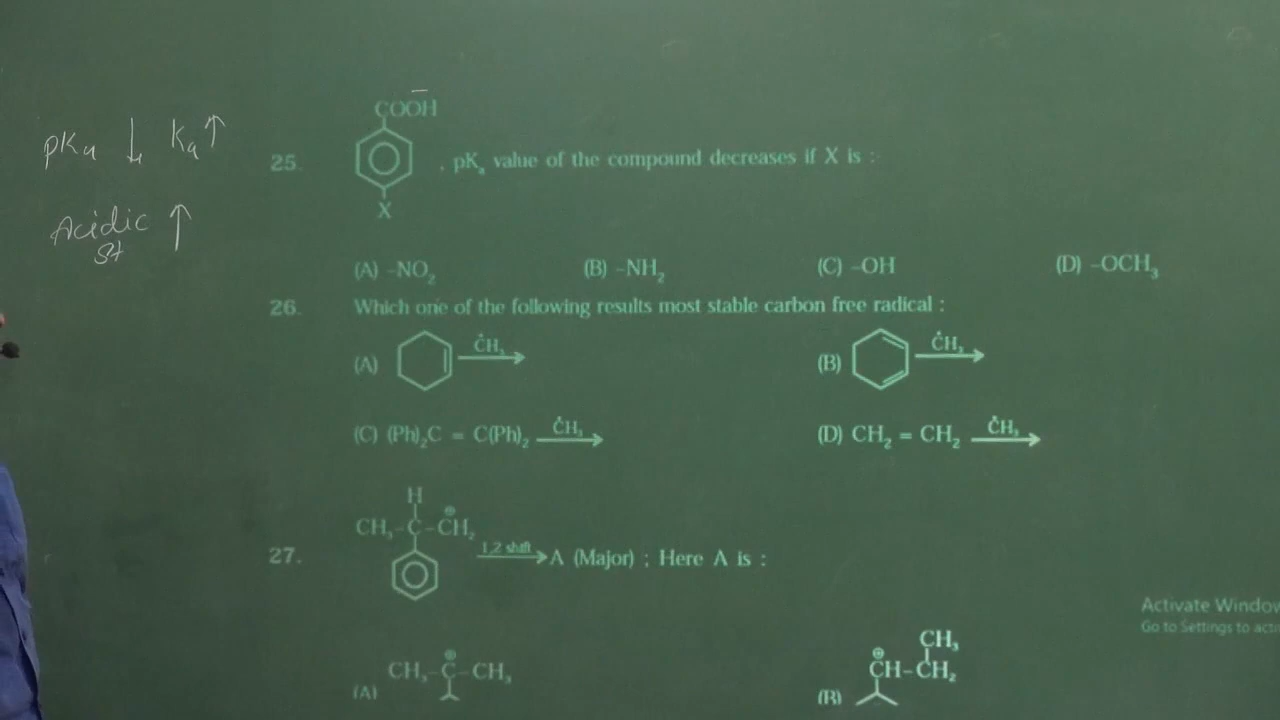 COOH
pKa ↓ Ka ↑
25. , pKa value of the compound decreases if X is :
X
Acidic ↑
St
(A) –NO₂ (B) –NH₂ (C) –OH (D) –OCH₃
26. Which one of the following results most stable carbon free radical :
(A) ĊH₃ (B) ĊH₃
(C) (Ph)₂C = C(Ph)₂ ĊH₃ (D) CH₂ = CH₂ ĊH₃
H
CH₃–C–CH₂ ⊕
27. 1,2 shift A (Major) ; Here A is :
Activate Window
Go to Settings to acti
CH₃
(A) CH₃–C–CH₃ ⊕ (B) ⊕ CH–CH₂